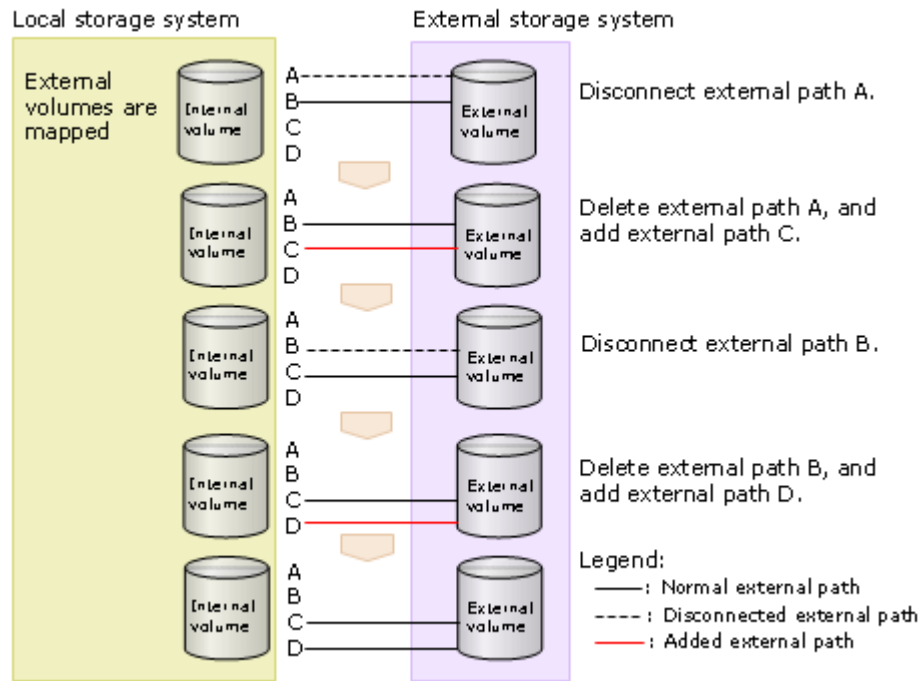 Local storage system
External storage system
External
volumes are
mapped
Internal
volume
A
B
C
D
External
volume
Disconnect external path A.
Internal
volume
A
B
C
D
External
volume
Delete external path A, and
add external path C.
Internal
volume
A
B
C
D
External
volume
Disconnect external path B.
Internal
volume
A
B
C
D
External
volume
Delete external path B, and
add external path D.
Internal
volume
A
B
C
D
External
volume
Legend:
: Normal external path
: Disconnected external path
: Added external path